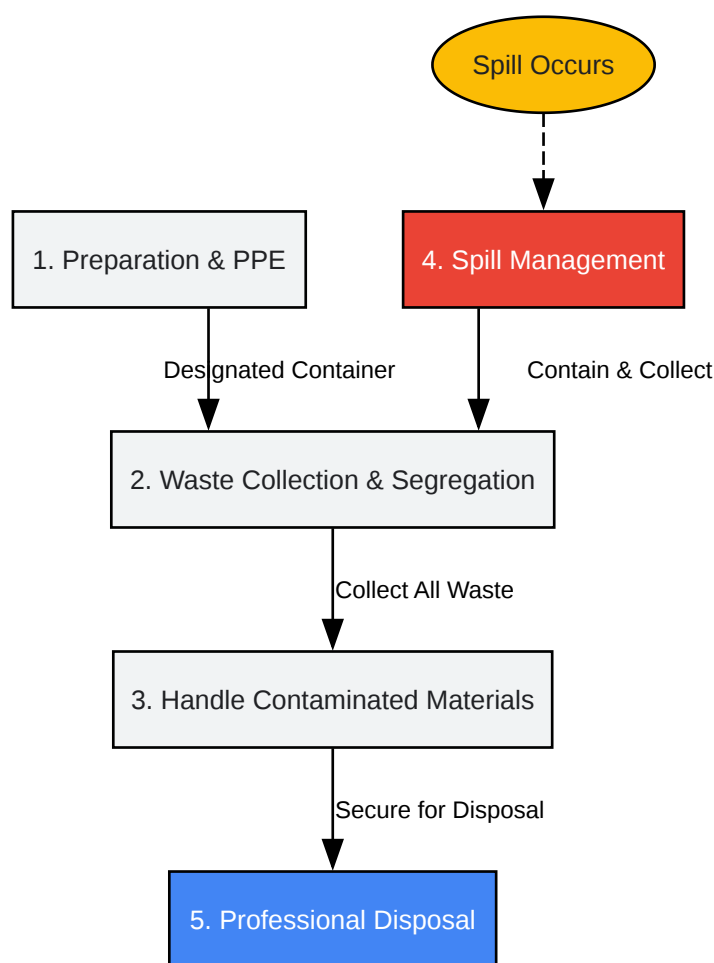 Spill Occurs
1. Preparation & PPE
4. Spill Management
Designated Container
Contain & Collect
2. Waste Collection & Segregation
Collect All Waste
3. Handle Contaminated Materials
Secure for Disposal
5. Professional Disposal